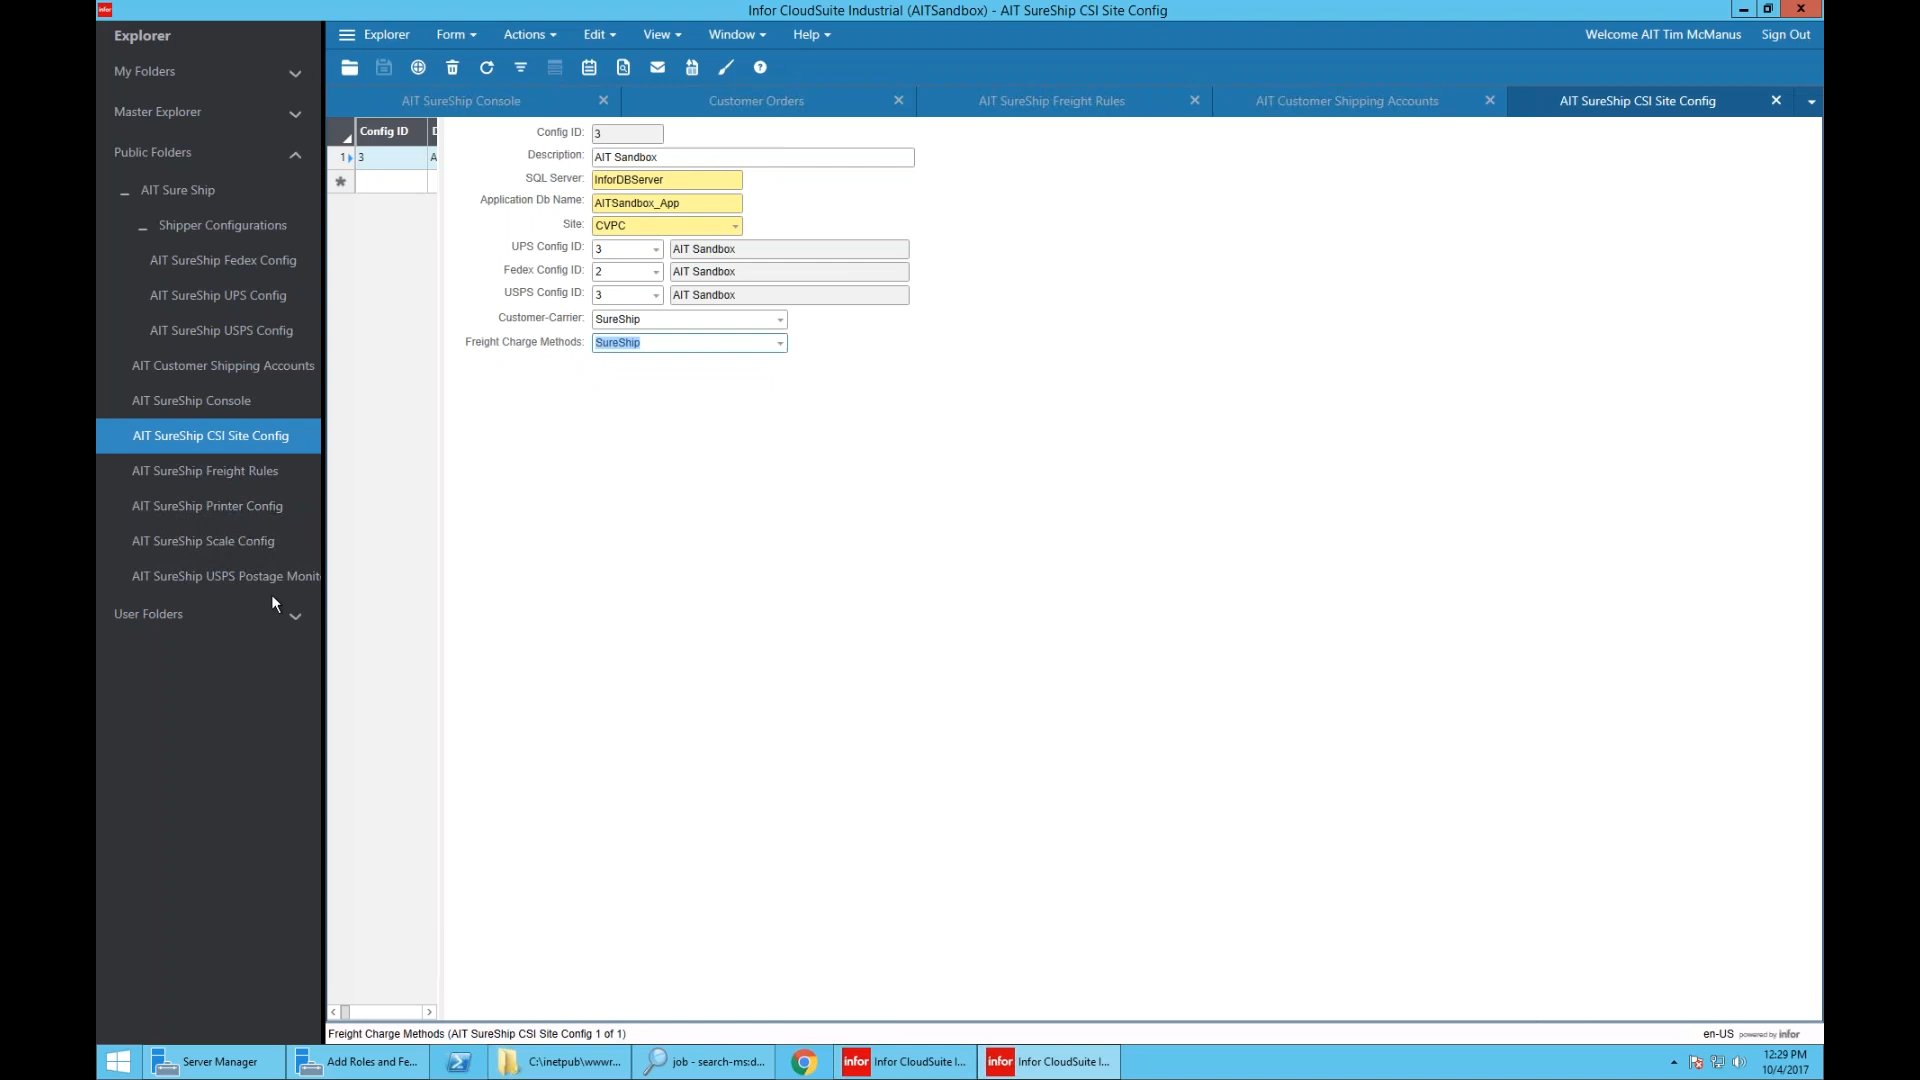 infor
Infor CloudSuite Industrial (AITSandbox) - AIT SureShip CSI Site Config
Explorer
My Folders
Master Explorer
Public Folders
AIT Sure Ship
Shipper Configurations
AIT SureShip Fedex Config
AIT SureShip UPS Config
AIT SureShip USPS Config
AIT Customer Shipping Accounts
AIT SureShip Console
AIT SureShip CSI Site Config
AIT SureShip Freight Rules
AIT SureShip Printer Config
AIT SureShip Scale Config
AIT SureShip USPS Postage Monit
User Folders
Explorer Form Actions Edit View Window Help Welcome AIT Tim McManus Sign Out
AIT SureShip Console Customer Orders AIT SureShip Freight Rules AIT Customer Shipping Accounts AIT SureShip CSI Site Config
Config ID D
1 3 A
Config ID: 3
Description: AIT Sandbox
SQL Server: InforDBServer
Application Db Name: AITSandbox_App
Site: CVPC
UPS Config ID: 3 AIT Sandbox
Fedex Config ID: 2 AIT Sandbox
USPS Config ID: 3 AIT Sandbox
Customer-Carrier: SureShip
Freight Charge Methods: SureShip
Freight Charge Methods (AIT SureShip CSI Site Config 1 of 1) en-US powered by infor
Server Manager Add Roles and Fe... C:\inetpub\wwwr... job - search-ms:d... infor Infor CloudSuite I... infor Infor CloudSuite I... 12:29 PM
10/4/2017